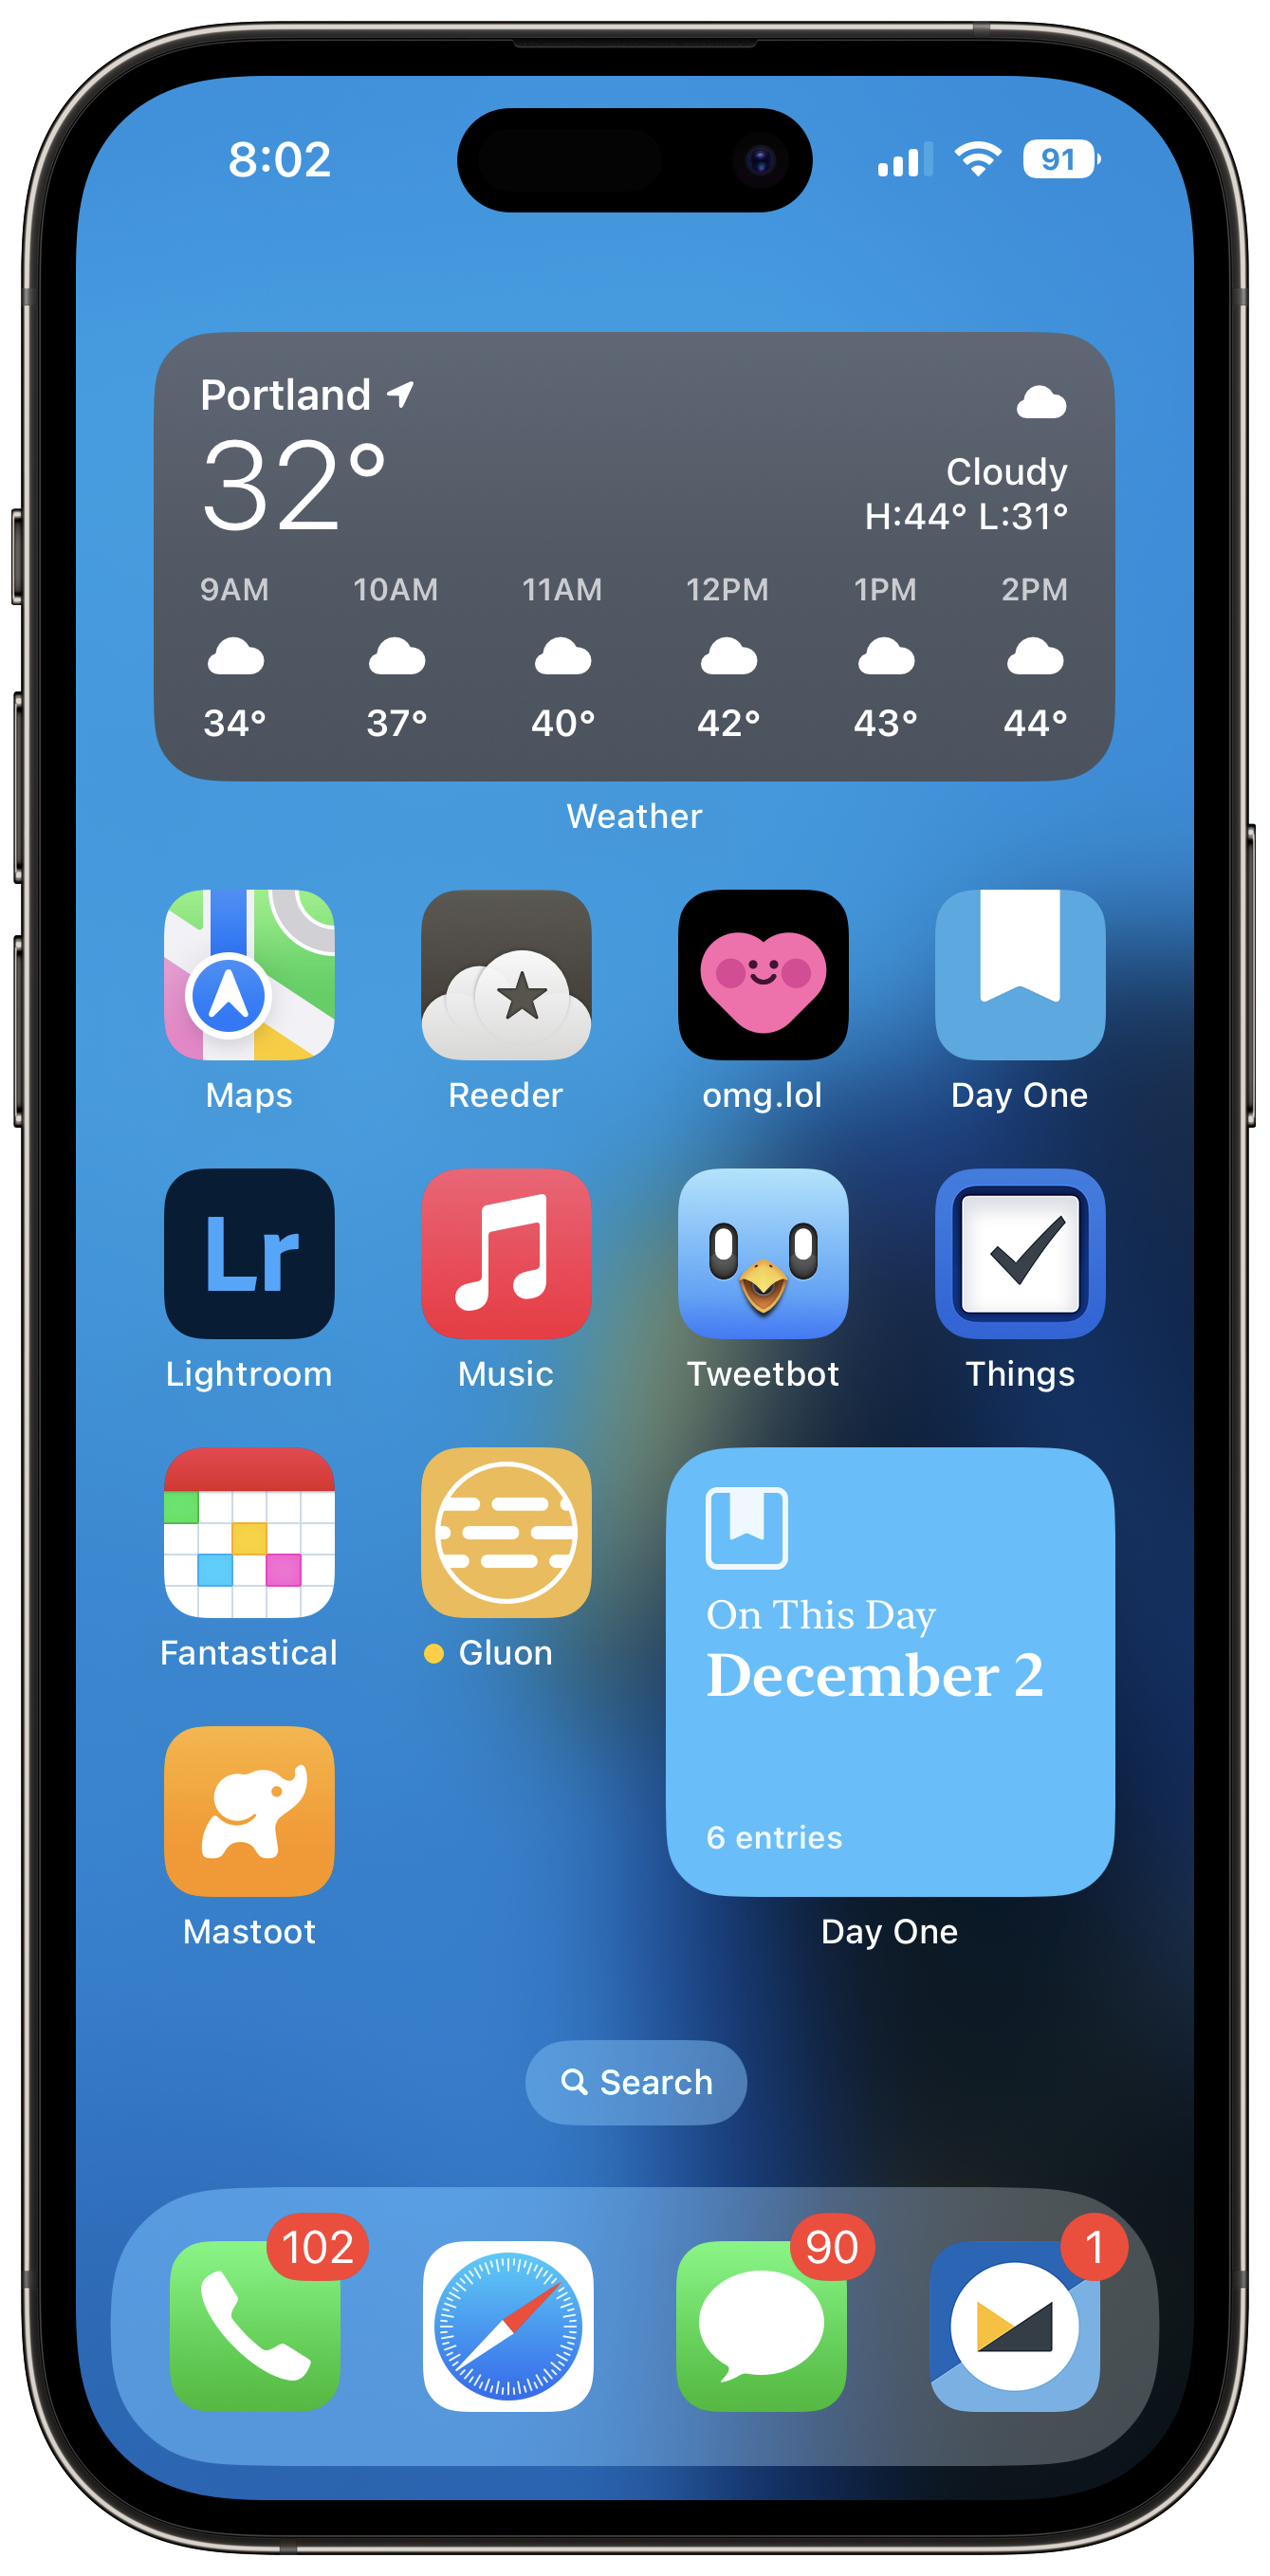 8:02
91
Portland
32°
Cloudy
H:44° L:31°
9AM 10AM 11AM 12PM 1PM 2PM
34° 37° 40° 42° 43° 44°
Weather
Maps Reeder omg.lol Day One
Lr
Lightroom Music Tweetbot Things
Fantastical Gluon
On This Day
December 2
6 entries
Mastoot Day One
Search
102 90 1